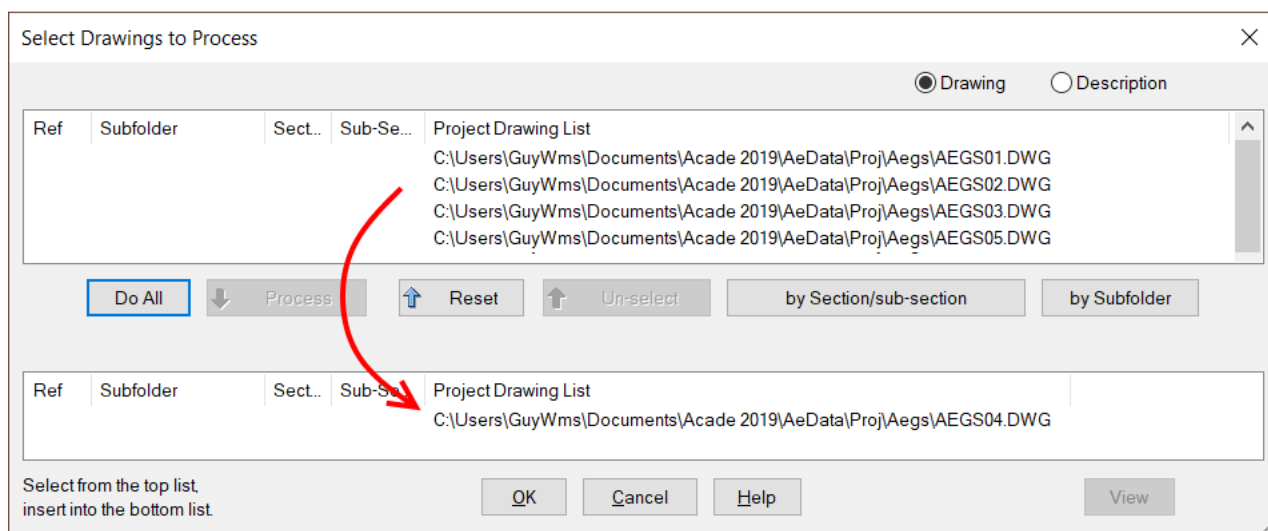 Select Drawings to Process
Drawing Description
Ref Subfolder Sect... Sub-Se... Project Drawing List
C:\Users\GuyWms\Documents\Acade 2019\AeData\Proj\Aegs\AEGS01.DWG
C:\Users\GuyWms\Documents\Acade 2019\AeData\Proj\Aegs\AEGS02.DWG
C:\Users\GuyWms\Documents\Acade 2019\AeData\Proj\Aegs\AEGS03.DWG
C:\Users\GuyWms\Documents\Acade 2019\AeData\Proj\Aegs\AEGS05.DWG
Do All Process Reset Un-select by Section/sub-section by Subfolder
Ref Subfolder Sect... Sub-Se... Project Drawing List
C:\Users\GuyWms\Documents\Acade 2019\AeData\Proj\Aegs\AEGS04.DWG
Select from the top list,
insert into the bottom list.
OK Cancel Help View